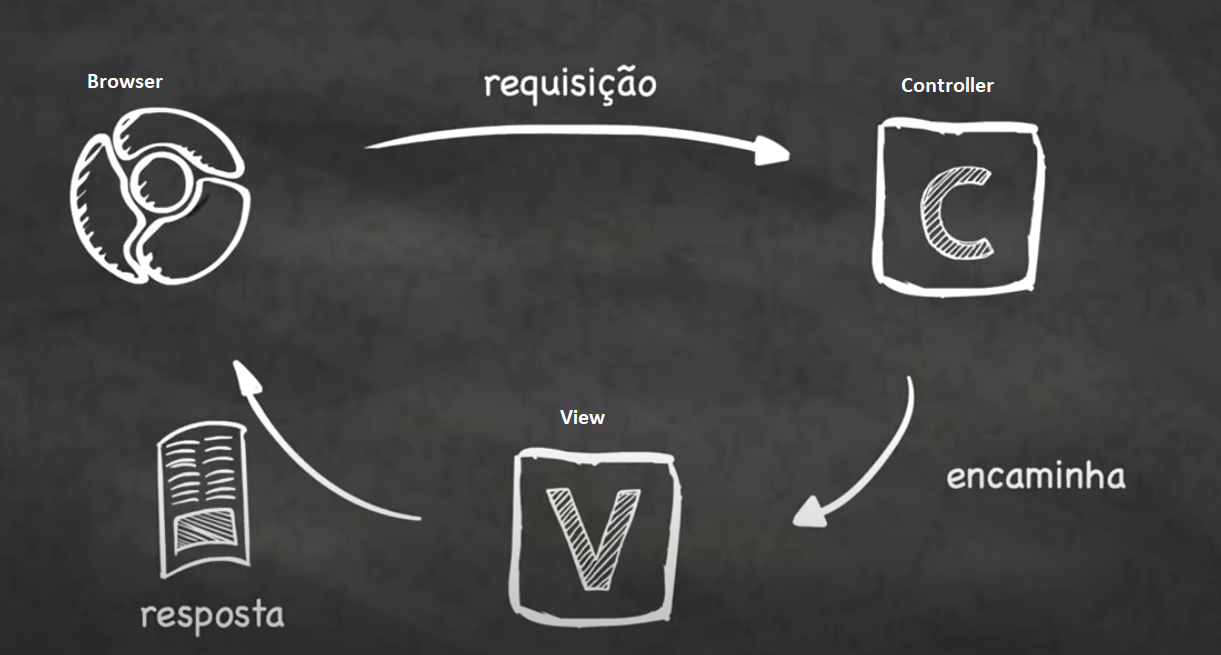 Browser
requisição
Controller
C
View
encaminha
V
resposta